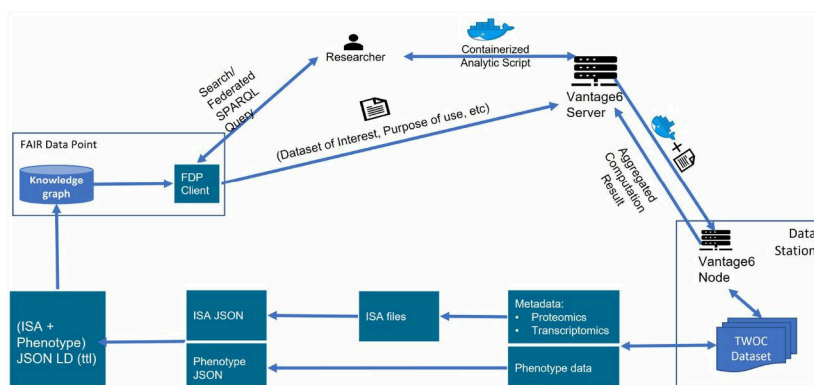 Researcher
Containerized
Analytic Script
Vantage6
Server
Search/
Federated
SPARQL
Query
(Dataset of Interest, Purpose of use, etc)
+
FAIR Data Point
Knowledge
graph
FDP
Client
Aggregated
Computation
Result
Data
Station
Vantage6
Node
(ISA +
Phenotype)
JSON LD (ttl)
ISA JSON
ISA files
Metadata:
• Proteomics
• Transcriptomics
TWOC
Dataset
Phenotype
JSON
Phenotype data